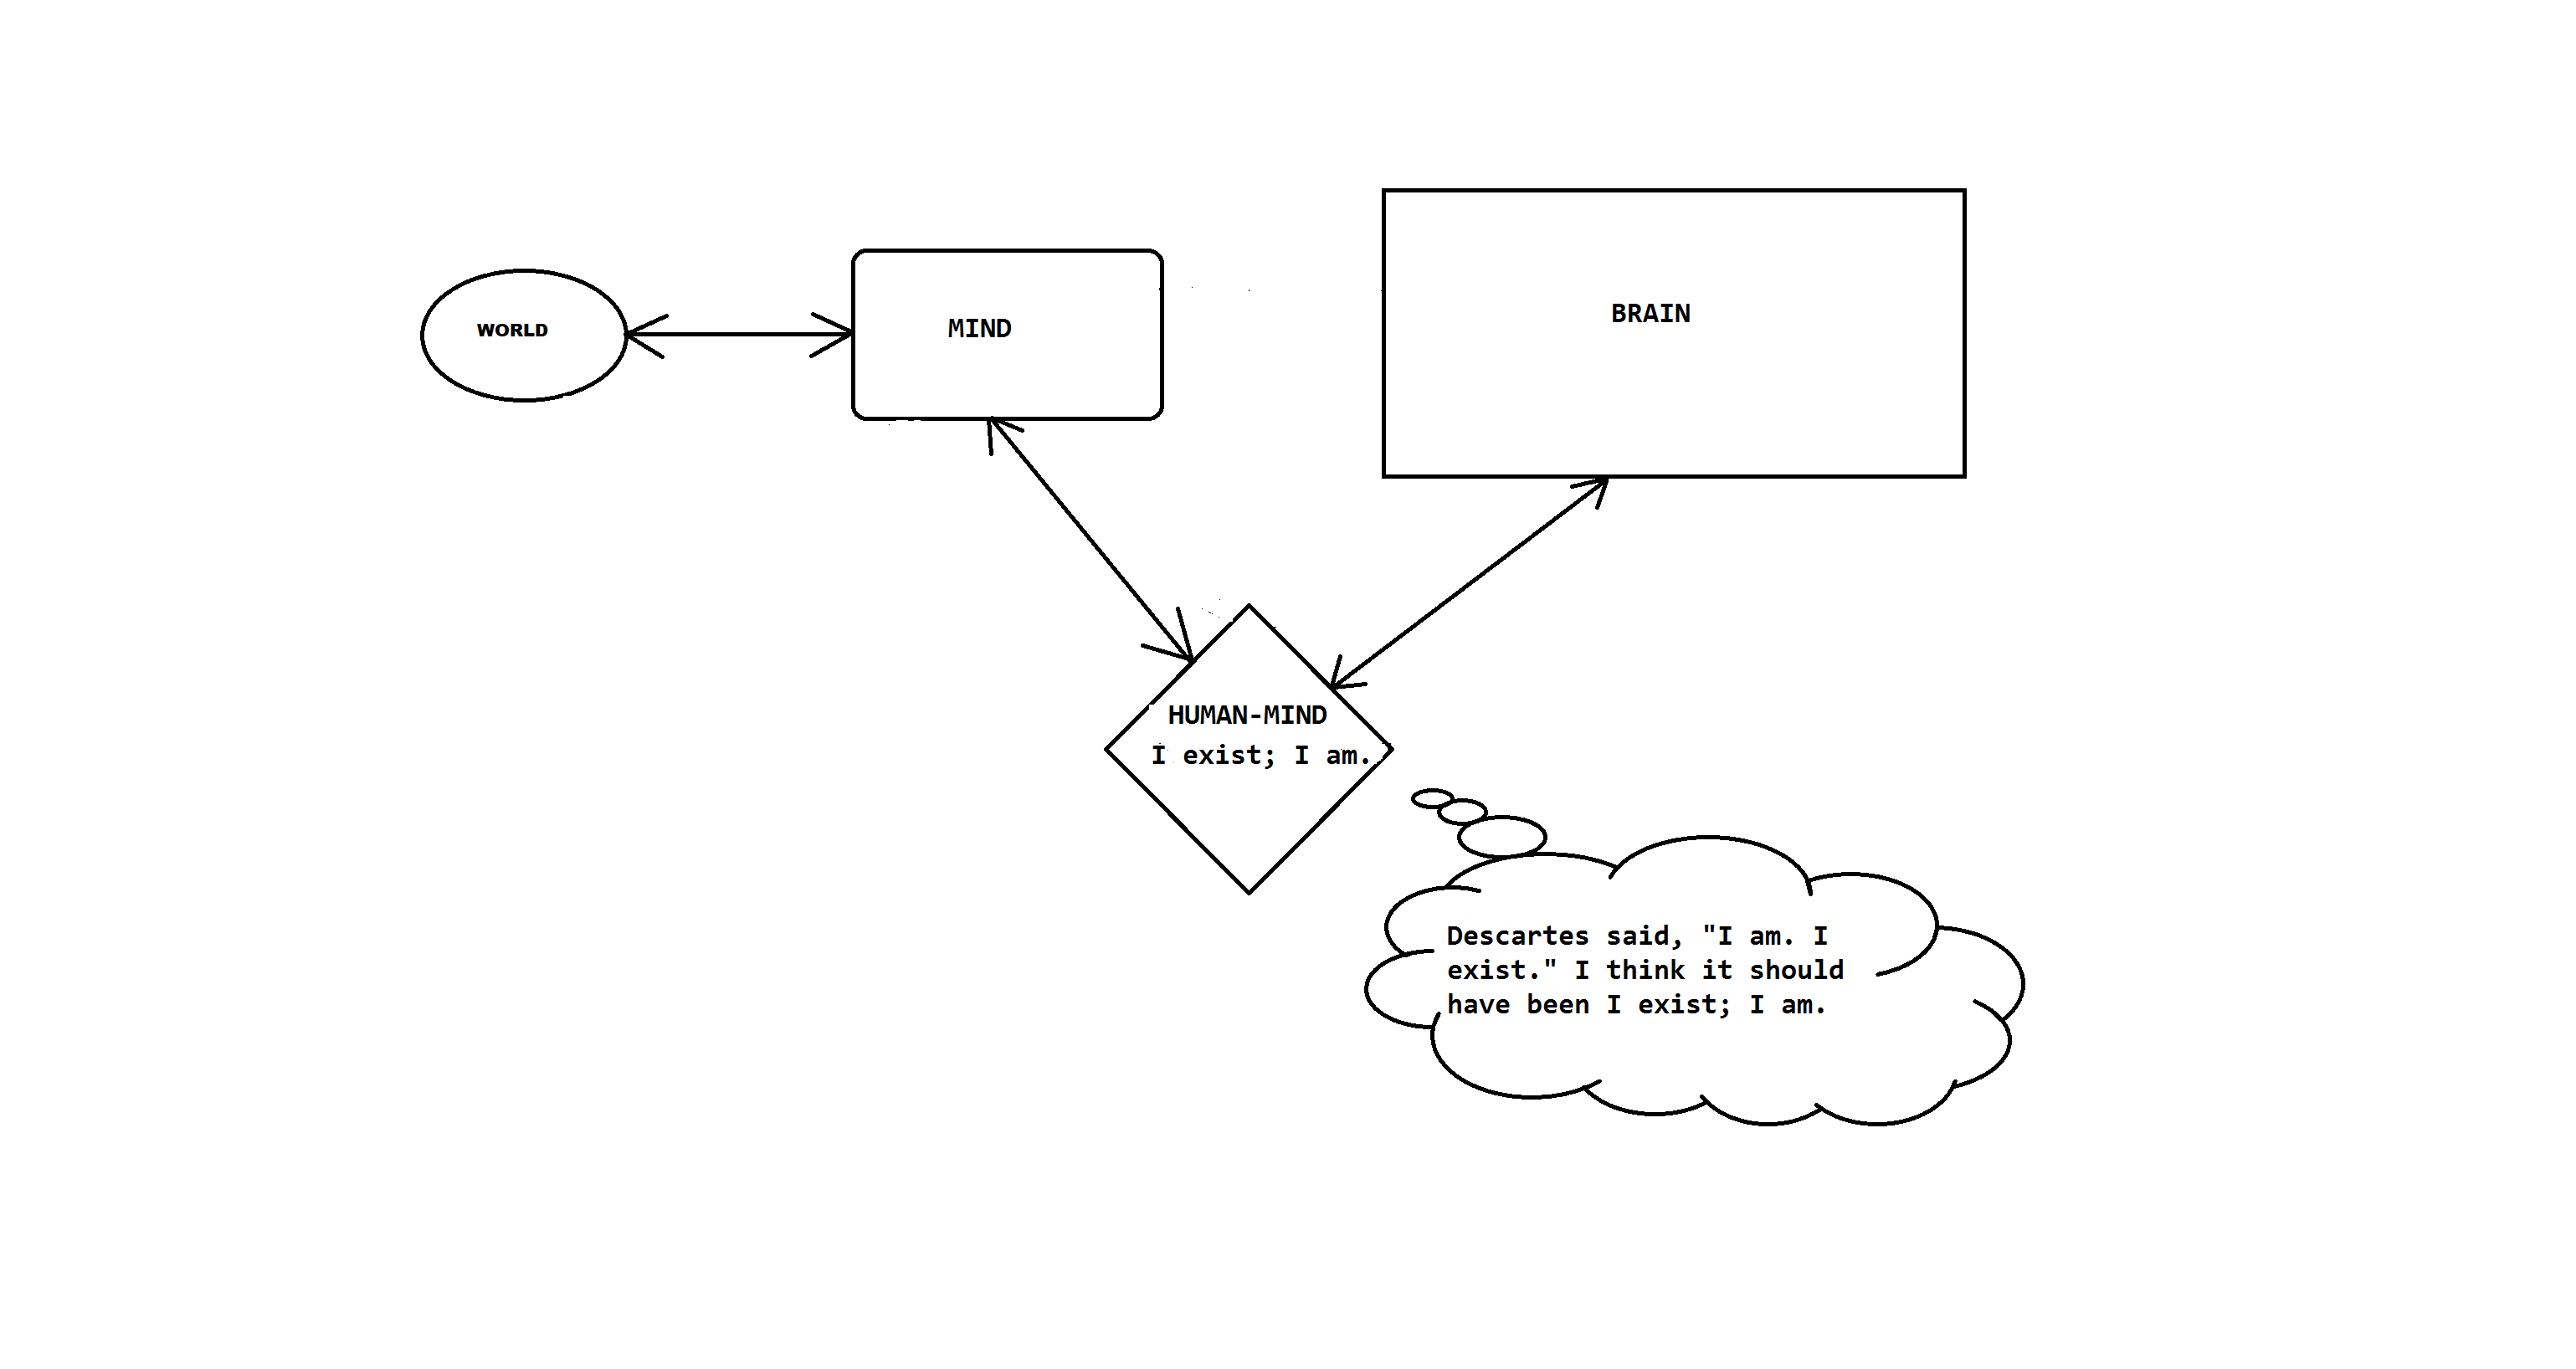 WORLD
MIND
BRAIN
HUMAN-MIND
I exist; I am.
Descartes said, "I am. I
exist." I think it should
have been I exist; I am.